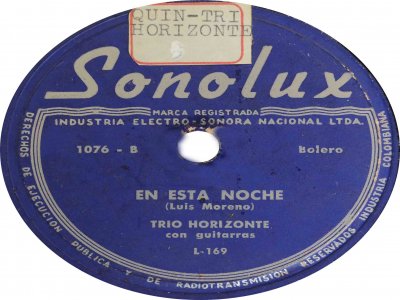 QUIN-TRI
HORIZONTE
Sonolux
MARCA REGISTRADA
INDUSTRIA ELECTRO-SONORA NACIONAL LTDA.
1076 - B
Bolero
EN ESTA NOCHE
(Luis Moreno)
TRIO HORIZONTE
con guitarras
L-169
DERECHOS DE EJECUCION PUBLICA Y DE RADIOTRANSMISION RESERVADOS INDUSTRIA COLOMBIANA